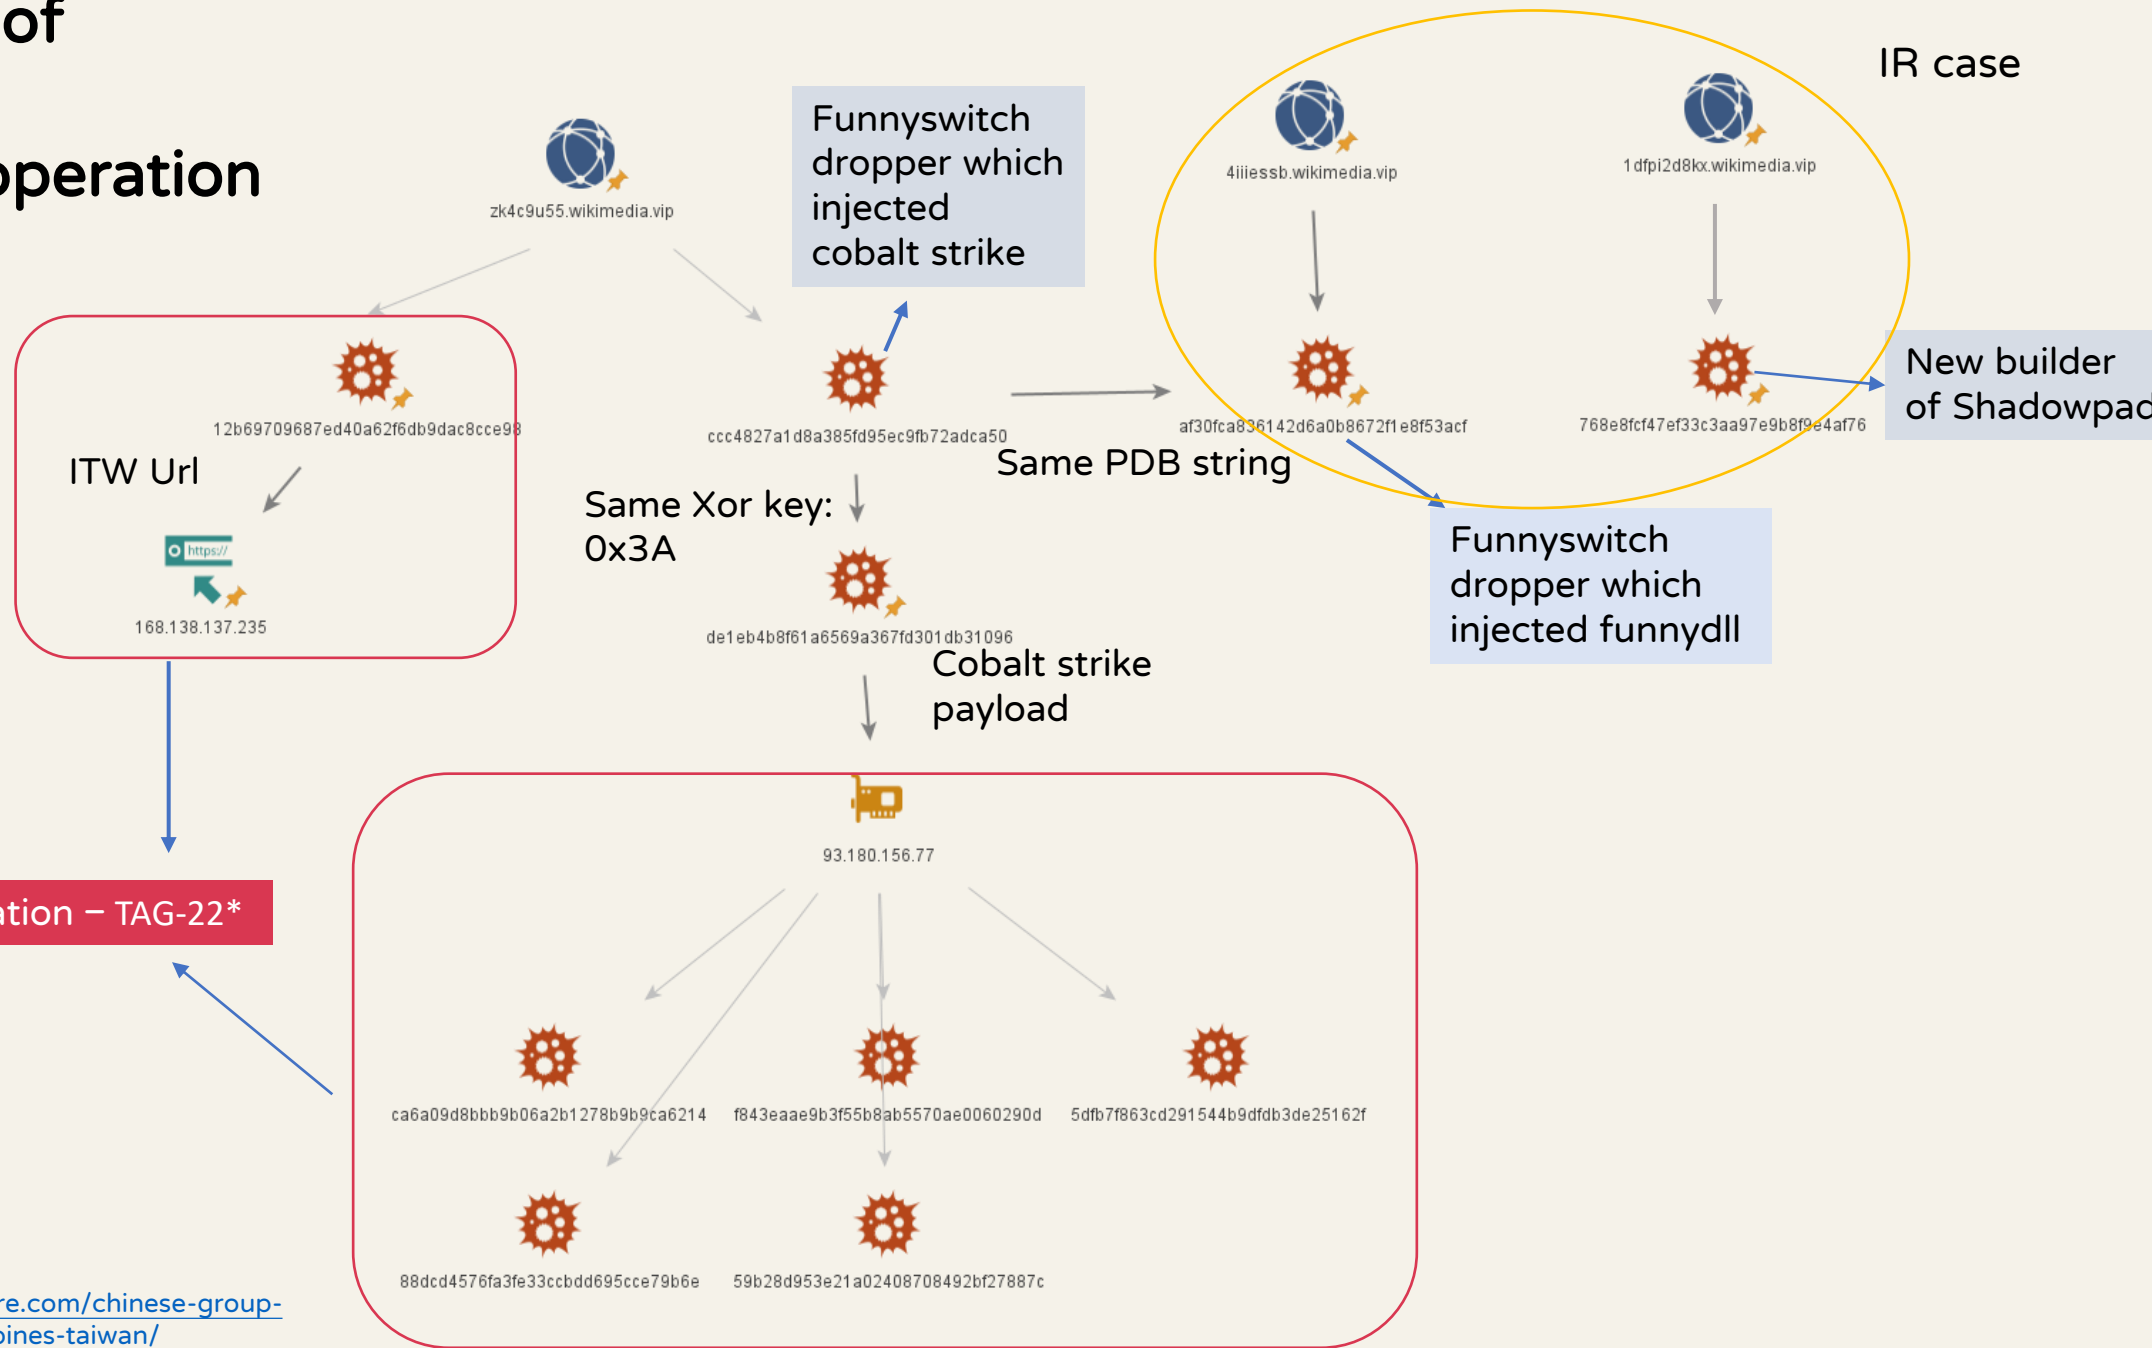 of
operation
IR case
Funnyswitch
dropper which
injected
cobalt strike
zk4c9u55.wikimedia.vip
4iiiessb.wikimedia.vip
1dfpi2d8kx.wikimedia.vip
New builder
of Shadowpad
12b69709687ed40a62f6db9dac8cce98
ccc4827a1d8a385fd95ec9fb72adca50
af30fca836142d6a0b8672f1e8f53acf
768e8fcf47ef33c3aa97e9b8f9e4af76
ITW Url
Same PDB string
Same Xor key:
0x3A
https://
168.138.137.235
Funnyswitch
dropper which
injected funnydll
de1eb4b8f61a6569a367fd301db31096
Cobalt strike
payload
93.180.156.77
ation – TAG-22*
ca6a09d8bbb9b06a2b1278b9b9ca6214
f843eaae9b3f55b8ab5570ae0060290d
5dfb7f863cd291544b9dfdb3de25162f
88dcd4576fa3fe33ccbdd695cce79b6e
59b28d953e21a02408708492bf27887c
re.com/chinese-group-
pines-taiwan/